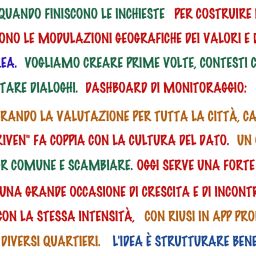 QUANDO FINISCONO LE INCHIESTE PER COSTRUIRE
ONO LE MODULAZIONI GEOGRAFICHE DEI VALORI E
EA. VOGLIAMO CREARE PRIME VOLTE, CONTESTI C
TARE DIALOGHI. DASHBOARD DI MONITORAGGIO:
RANDO LA VALUTAZIONE PER TUTTA LA CITTÀ, CA
RIVEN" FA COPPIA CON LA CULTURA DEL DATO. UN
R COMUNE E SCAMBIARE. OGGI SERVE UNA FORTE
UNA GRANDE OCCASIONE DI CRESCITA E DI INCONT
CON LA STESSA INTENSITÀ, CON RIUSI IN APP PRO
DIVERSI QUARTIERI. L'IDEA È STRUTTURARE BENE